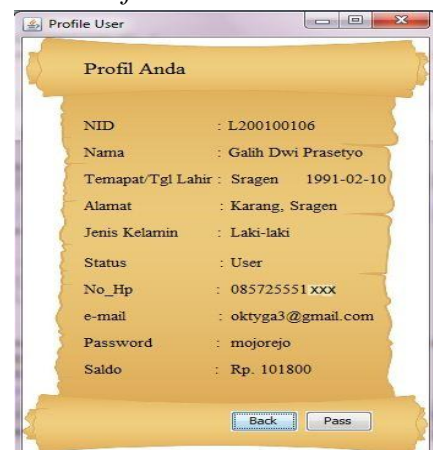 Profile User
Profil Anda
NID : L200100106
Nama : Galih Dwi Prasetyo
Temapat/Tgl Lahir : Sragen 1991-02-10
Alamat : Karang, Sragen
Jenis Kelamin : Laki-laki
Status : User
No_Hp : 085725551xxx
e-mail : oktyga3@gmail.com
Password : mojorejo
Saldo : Rp. 101800
Back Pass